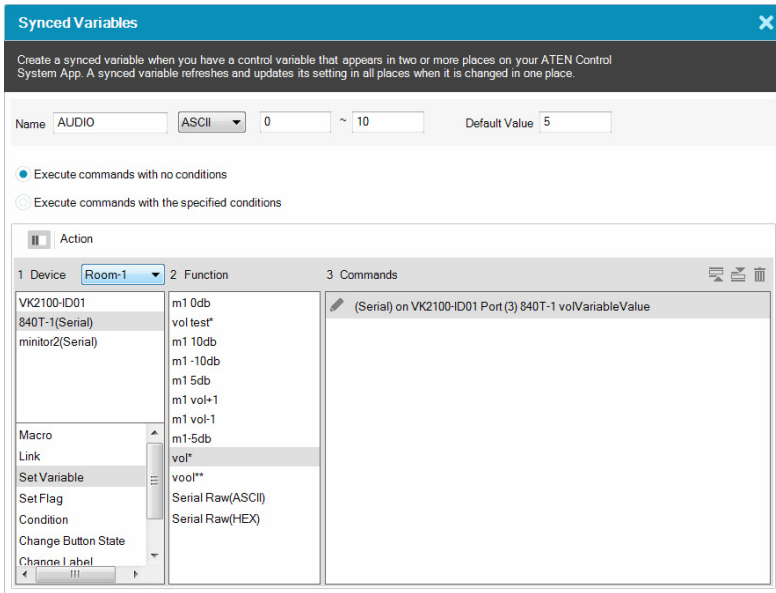 Synced Variables
Create a synced variable when you have a control variable that appears in two or more places on your ATEN Control
System App. A synced variable refreshes and updates its setting in all places when it is changed in one place.
Name AUDIO ASCII 0 ~ 10 Default Value 5
Execute commands with no conditions
Execute commands with the specified conditions
Action
1 Device Room-1 2 Function 3 Commands
VK2100-ID01
840T-1(Serial)
minitor2(Serial)
Macro
Link
Set Variable
Set Flag
Condition
Change Button State
Change Label
m1 0db
vol test*
m1 10db
m1 -10db
m1 5db
m1 vol+1
m1 vol-1
m1-5db
vol*
vool**
Serial Raw(ASCII)
Serial Raw(HEX)
(Serial) on VK2100-ID01 Port (3) 840T-1 volVariableValue